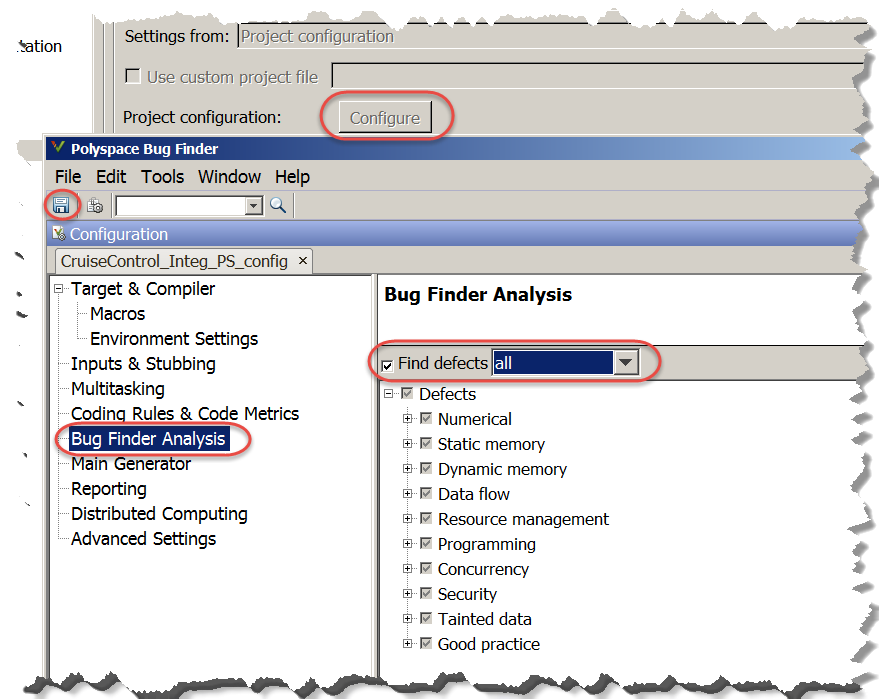 Settings from: Project configuration
Use custom project file
Project configuration: Configure
Polyspace Bug Finder
File Edit Tools Window Help
Configuration
CruiseControl_Integ_PS_config ×
Target & Compiler
Macros
Environment Settings
Inputs & Stubbing
Multitasking
Coding Rules & Code Metrics
Bug Finder Analysis
Main Generator
Reporting
Distributed Computing
Advanced Settings
Bug Finder Analysis
Find defects all
Defects
Numerical
Static memory
Dynamic memory
Data flow
Resource management
Programming
Concurrency
Security
Tainted data
Good practice